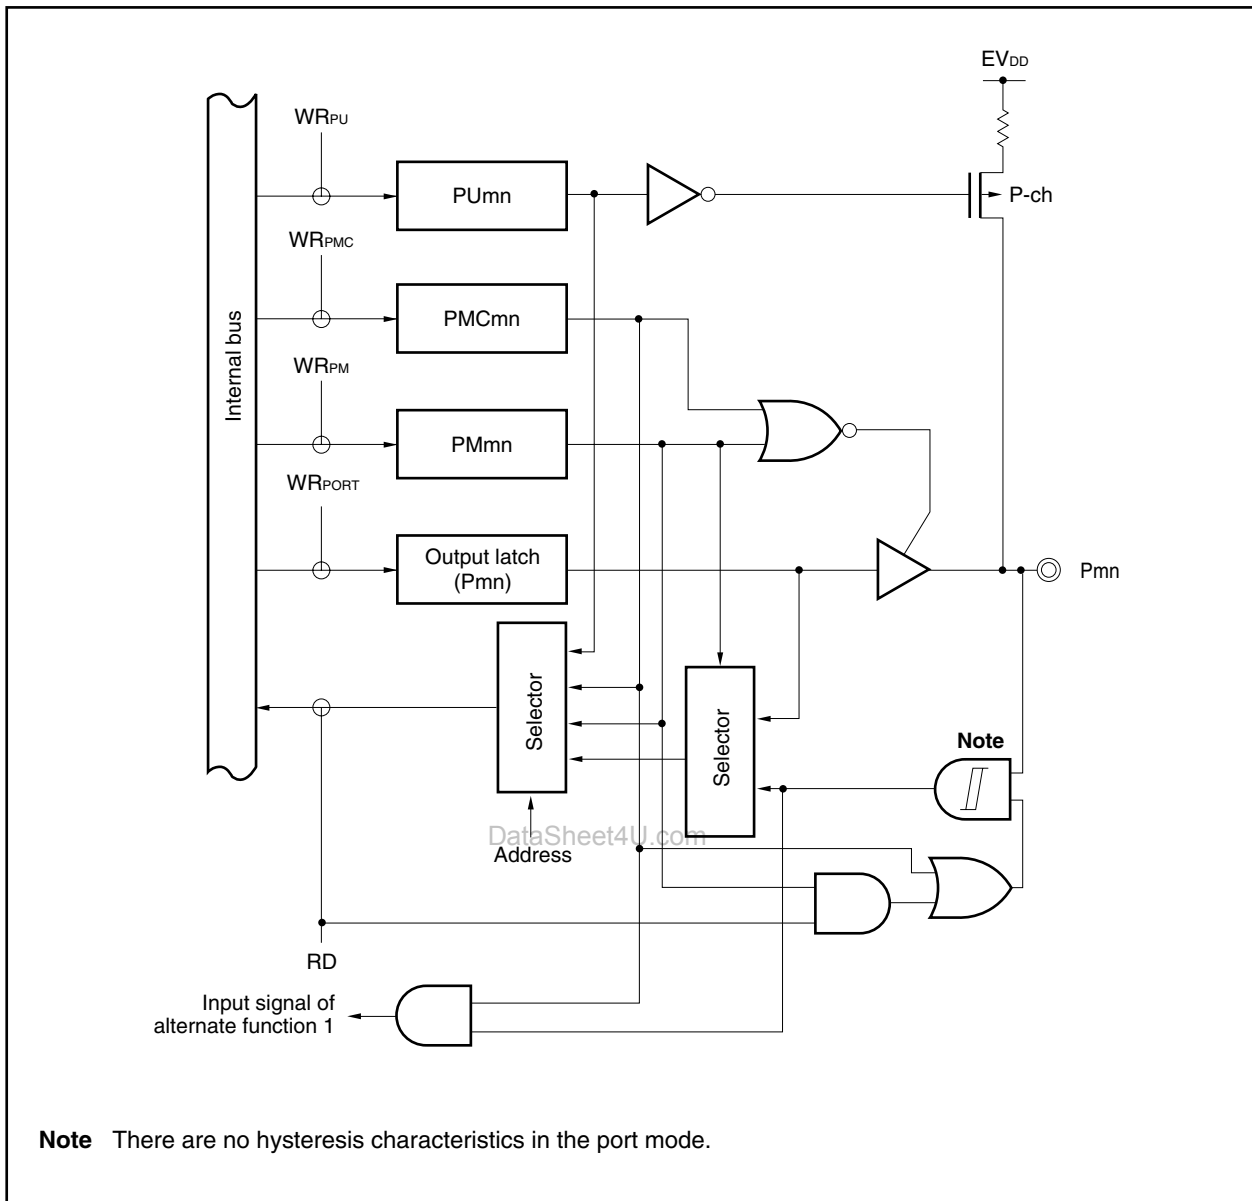 EVDD
WRPU
PUmn
P-ch
WRPMC
PMCmn
Internal bus
WRPM
PMmn
WRPORT
Output latch
(Pmn)
Pmn
Selector
Selector
Note
DataSheet4U.com
Address
RD
Input signal of
alternate function 1
Note There are no hysteresis characteristics in the port mode.